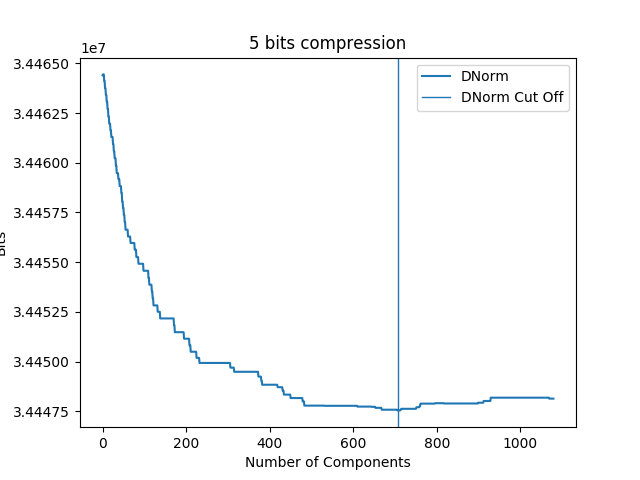 5 bits compression
1e7
3.44650
3.44625
3.44600
3.44575
3.44550
3.44525
3.44500
3.44475
Bits
DNorm
DNorm Cut Off
0 200 400 600 800 1000
Number of Components